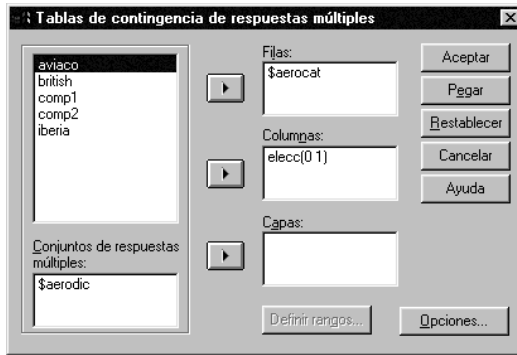 Tablas de contingencia de respuestas múltiples
aviaco
british
comp1
comp2
iberia
Conjuntos de respuestas
múltiples:
$aerodic
Filas:
$aerocat
Columnas:
elecc(0 1)
Capas:
Definir rangos...
Aceptar
Pegar
Restablecer
Cancelar
Ayuda
Opciones...